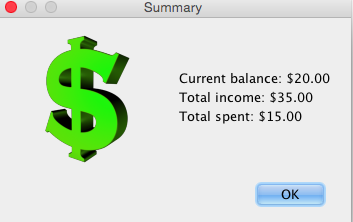 Summary
Current balance: $20.00
Total income: $35.00
Total spent: $15.00
OK